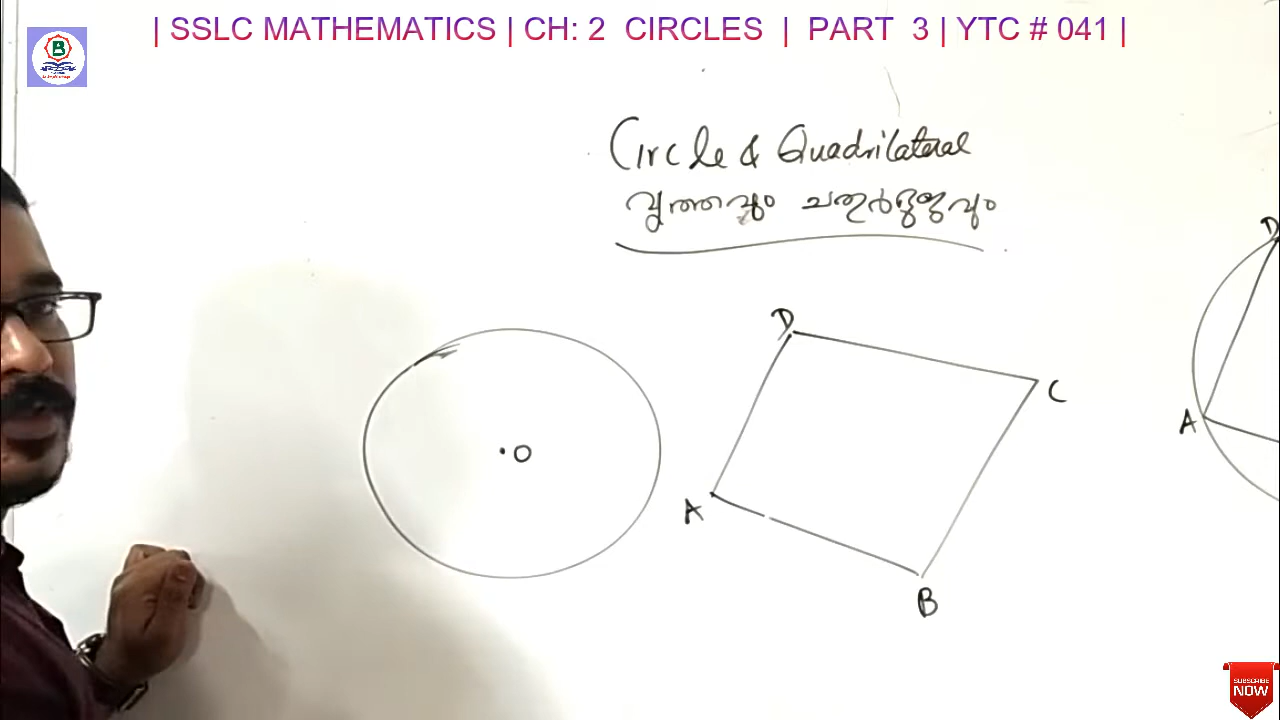 | SSLC MATHEMATICS | CH: 2 CIRCLES | PART 3 | YTC # 041 |
B
Circle & Quadrilateral
വൃത്തവും ചതുർഭുജവും
D
D
C
O
A
A
B
SUBSCRIBE
NOW